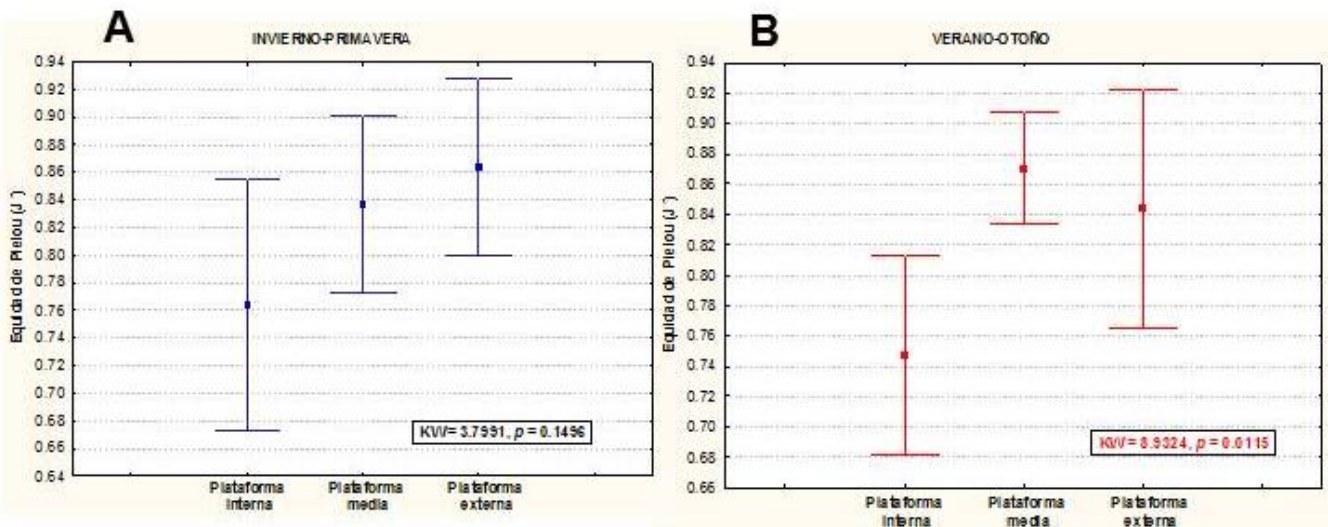 A
INVIERNO-PRIMAVERA
Equidad de Pielou (J´)
0.94
0.92
0.90
0.88
0.86
0.84
0.82
0.80
0.78
0.76
0.74
0.72
0.70
0.68
0.66
0.64
KW= 3.7991, p = 0.1496
Plataforma
Interna
Plataforma
media
Plataforma
externa
B
VERANO-OTOÑO
Equidad de Pielou (J´)
0.94
0.92
0.90
0.88
0.86
0.84
0.82
0.80
0.78
0.76
0.74
0.72
0.70
0.68
0.66
KW= 8.9324, p = 0.0115
Plataforma
Interna
Plataforma
media
Plataforma
externa